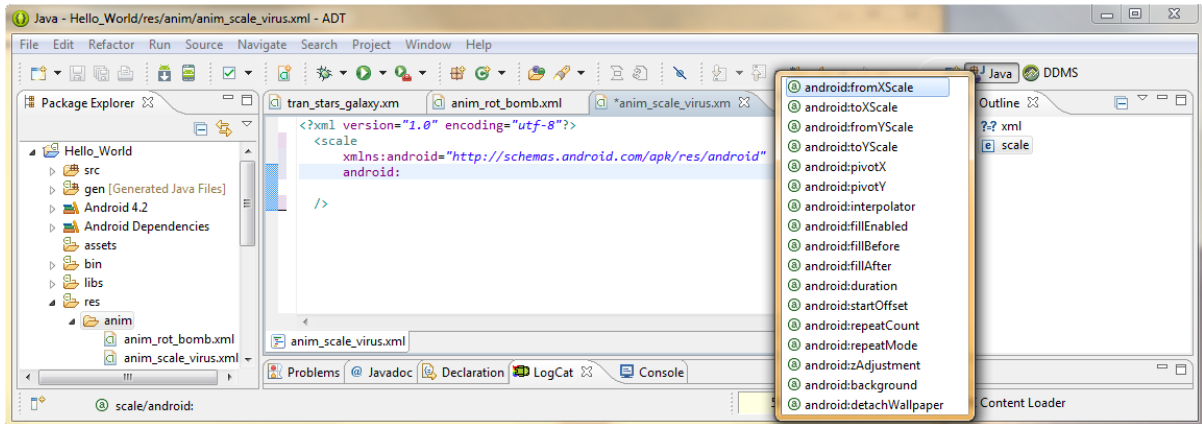 Java - Hello_World/res/anim/anim_scale_virus.xml - ADT
File Edit Refactor Run Source Navigate Search Project Window Help
Java DDMS
Package Explorer
tran_stars_galaxy.xm anim_rot_bomb.xml *anim_scale_virus.xm
Outline
<?xml version="1.0" encoding="utf-8"?>
<scale
xmlns:android="http://schemas.android.com/apk/res/android"
android:
/>
Hello_World
src
gen [Generated Java Files]
Android 4.2
Android Dependencies
assets
bin
libs
res
anim
anim_rot_bomb.xml
anim_scale_virus.xml
anim_scale_virus.xml
Problems @ Javadoc Declaration LogCat Console
android:fromXScale
android:toXScale
android:fromYScale
android:toYScale
android:pivotX
android:pivotY
android:interpolator
android:fillEnabled
android:fillBefore
android:fillAfter
android:duration
android:startOffset
android:repeatCount
android:repeatMode
android:zAdjustment
android:background
android:detachWallpaper
?=? xml
e scale
scale/android:
Content Loader